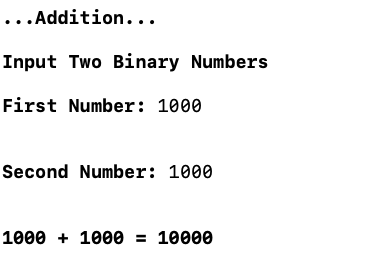 ...Addition...
Input Two Binary Numbers
First Number: 1000
Second Number: 1000
1000 + 1000 = 10000